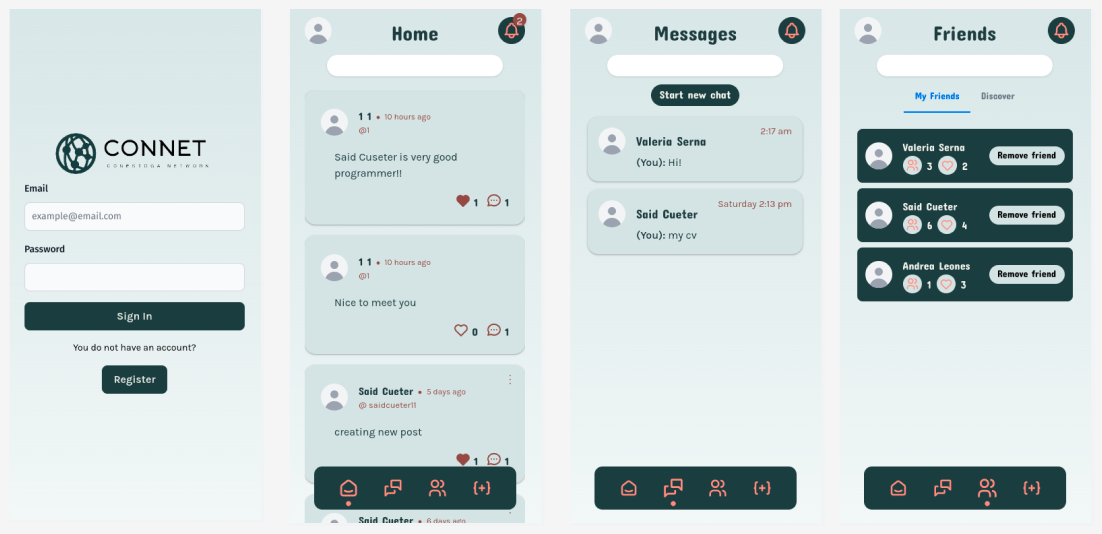 CONNET
CONESTOGA NETWORK
Email
example@email.com
Password
Sign In
You do not have an account?
Register
Home
2
1 1 • 10 hours ago
@1
Said Cuseter is very good
programmer!!
1 1
1 1 • 10 hours ago
@1
Nice to meet you
0 1
Said Cueter • 5 days ago
@ saidcueter11
creating new post
1 1
Said Cueter • 6 days ago
Messages
Start new chat
2:17 am
Valeria Serna
(You): Hi!
Saturday 2:13 pm
Said Cueter
(You): my cv
Friends
My Friends Discover
Valeria Serna
3 2
Remove friend
Said Cueter
6 4
Remove friend
Andrea Leones
1 3
Remove friend